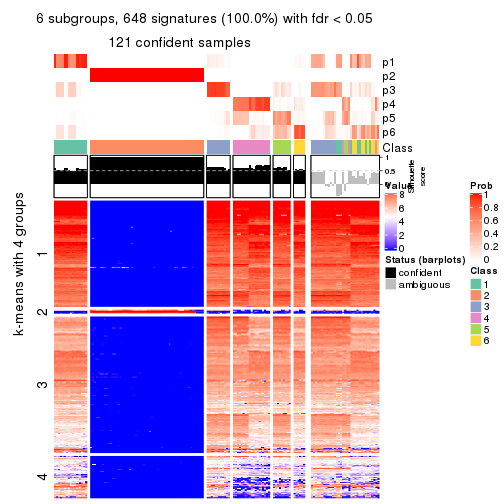 6 subgroups, 648 signatures (100.0%) with fdr < 0.05
121 confident samples
p1
p2
p3
p4
p5
p6
Class
1
0.5
0
Silhouette
score
k-means with 4 groups
1
2
3
4
Value
8
6
4
2
0
Status (barplots)
confident
ambiguous
Prob
1
0.8
0.6
0.4
0.2
0
Class
1
2
3
4
5
6